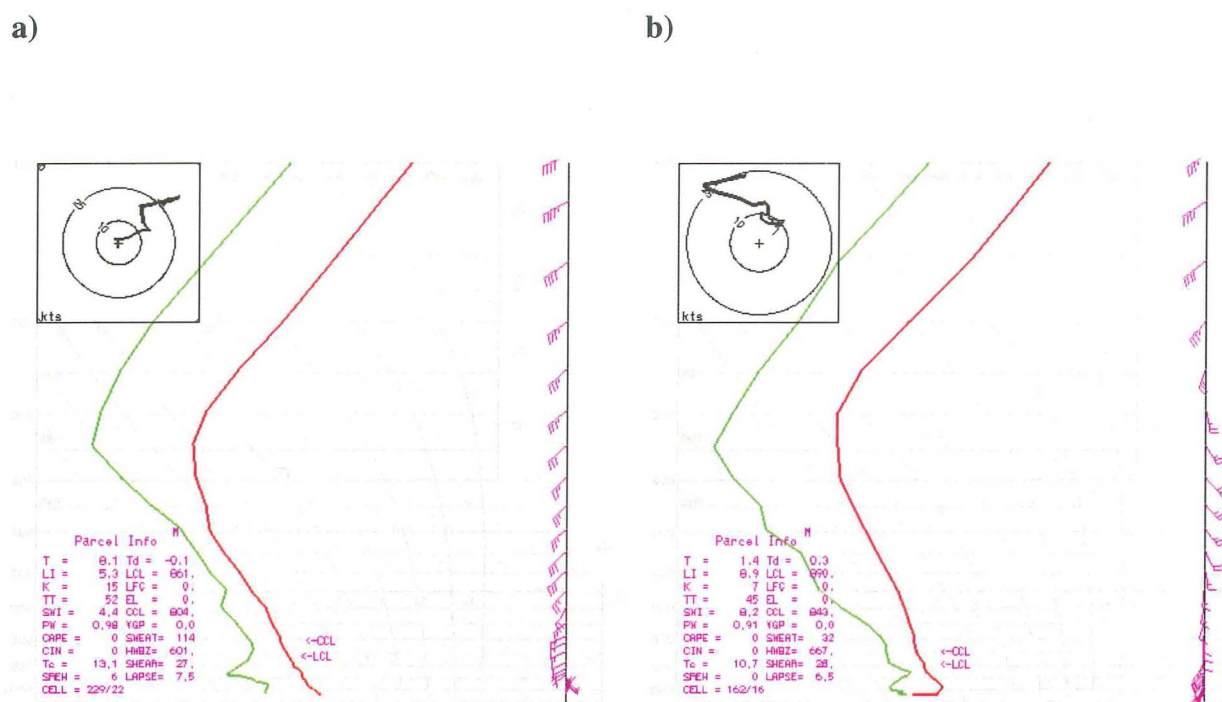 a)
b)
10
kts
10
kts
M
Parcel Info
T = 8.1 Td = -0.1
LI = 5.3 LCL = 861.
K = 15 LFC = 0.
TT = 52 EL = 0.
SWI = 4.4 CCL = 804.
PW = 0.98 VGP = 0.0
CAPE = 0 SWEAT= 114
CIN = 0 HWBZ= 601.
Tc = 13.1 SHEAR= 27.
SREH = 6 LAPSE= 7.5
CELL = 229/22
<-CCL
<-LCL
M
Parcel Info
T = 1.4 Td = 0.3
LI = 8.9 LCL = 890.
K = 7 LFC = 0.
TT = 45 EL = 0.
SWI = 8.2 CCL = 843.
PW = 0.91 VGP = 0.0
CAPE = 0 SWEAT= 32
CIN = 0 HWBZ= 667.
Tc = 10.7 SHEAR= 28.
SREH = 0 LAPSE= 6.5
CELL = 162/16
<-CCL
<-LCL